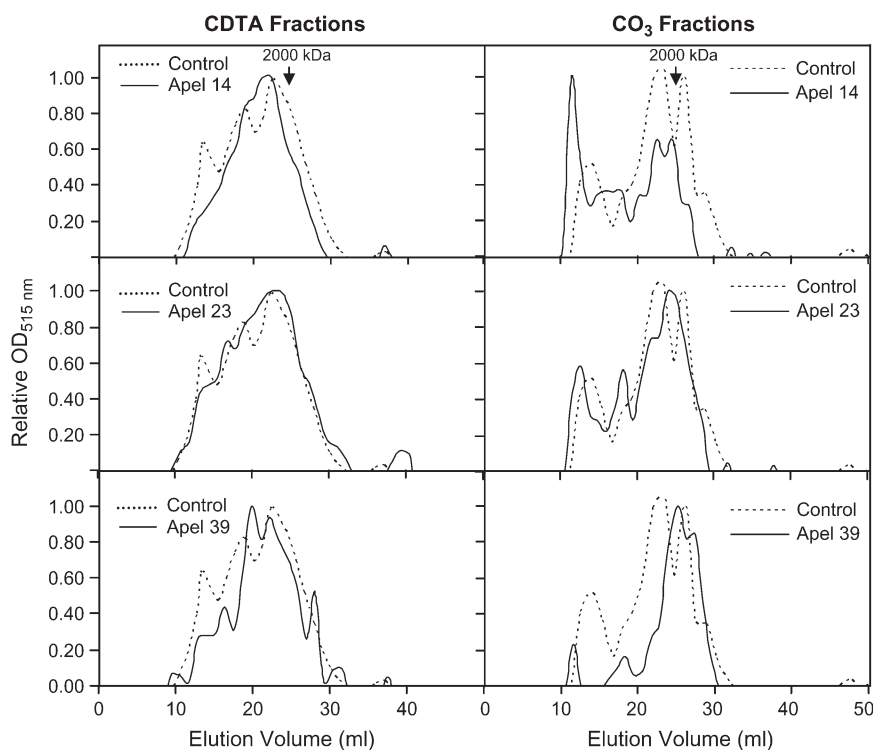 CDTA Fractions
CO3 Fractions
2000 kDa
2000 kDa
Control
Apel 14
Control
Apel 14
1.00
0.80
0.60
0.40
0.20
Control
Apel 23
Control
Apel 23
1.00
0.80
0.60
0.40
0.20
Relative OD515 nm
Control
Apel 39
Control
Apel 39
1.00
0.80
0.60
0.40
0.20
0.00
0 10 20 30 40 0 10 20 30 40 50
Elution Volume (ml)
Elution Volume (ml)